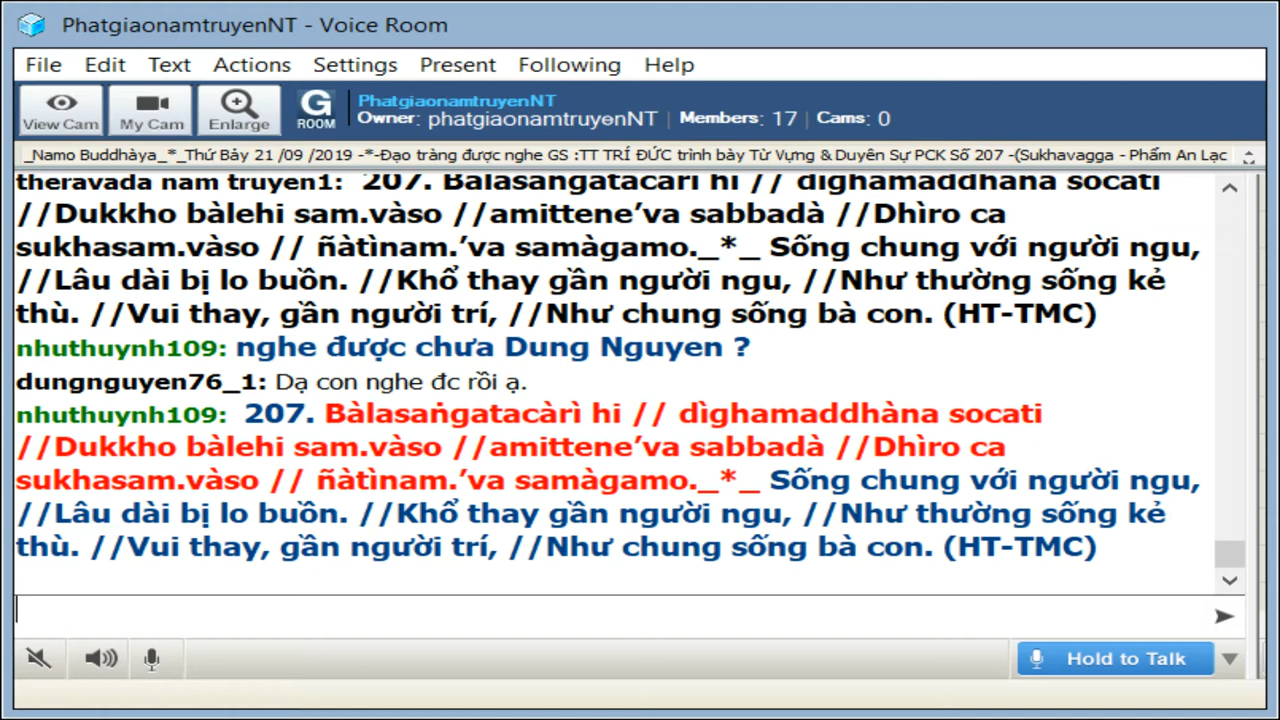 PhatgiaonamtruyenNT - Voice Room
File Edit Text Actions Settings Present Following Help
View Cam My Cam Enlarge G ROOM PhatgiaonamtruyenNT
Owner: phatgiaonamtruyenNT | Members: 17 | Cams: 0
_Namo Buddhàya_*_Thứ Bảy 21 /09 /2019 -*-Đạo tràng được nghe GS :TT TRÍ ĐỨC trình bày Từ Vựng & Duyên Sự PCK Số 207 -(Sukhavagga - Phẩm An Lạc
theravada nam truyen1: 207. Bàlasaṅgatacàrì hi // dìghamaddhàna socati
//Dukkho bàlehi sam.vàso //amittene’va sabbadà //Dhìro ca
sukhasam.vàso // ñàtìnam.’va samàgamo._*_ Sống chung với người ngu,
//Lâu dài bị lo buồn. //Khổ thay gần người ngu, //Như thường sống kẻ
thù. //Vui thay, gần người trí, //Như chung sống bà con. (HT-TMC)
nhuthuynh109: nghe được chưa Dung Nguyen ?
dungnguyen76_1: Dạ con nghe đc rồi ạ.
nhuthuynh109: 207. Bàlasaṅgatacàrì hi // dìghamaddhàna socati
//Dukkho bàlehi sam.vàso //amittene’va sabbadà //Dhìro ca
sukhasam.vàso // ñàtìnam.’va samàgamo._*_ Sống chung với người ngu,
//Lâu dài bị lo buồn. //Khổ thay gần người ngu, //Như thường sống kẻ
thù. //Vui thay, gần người trí, //Như chung sống bà con. (HT-TMC)
Hold to Talk